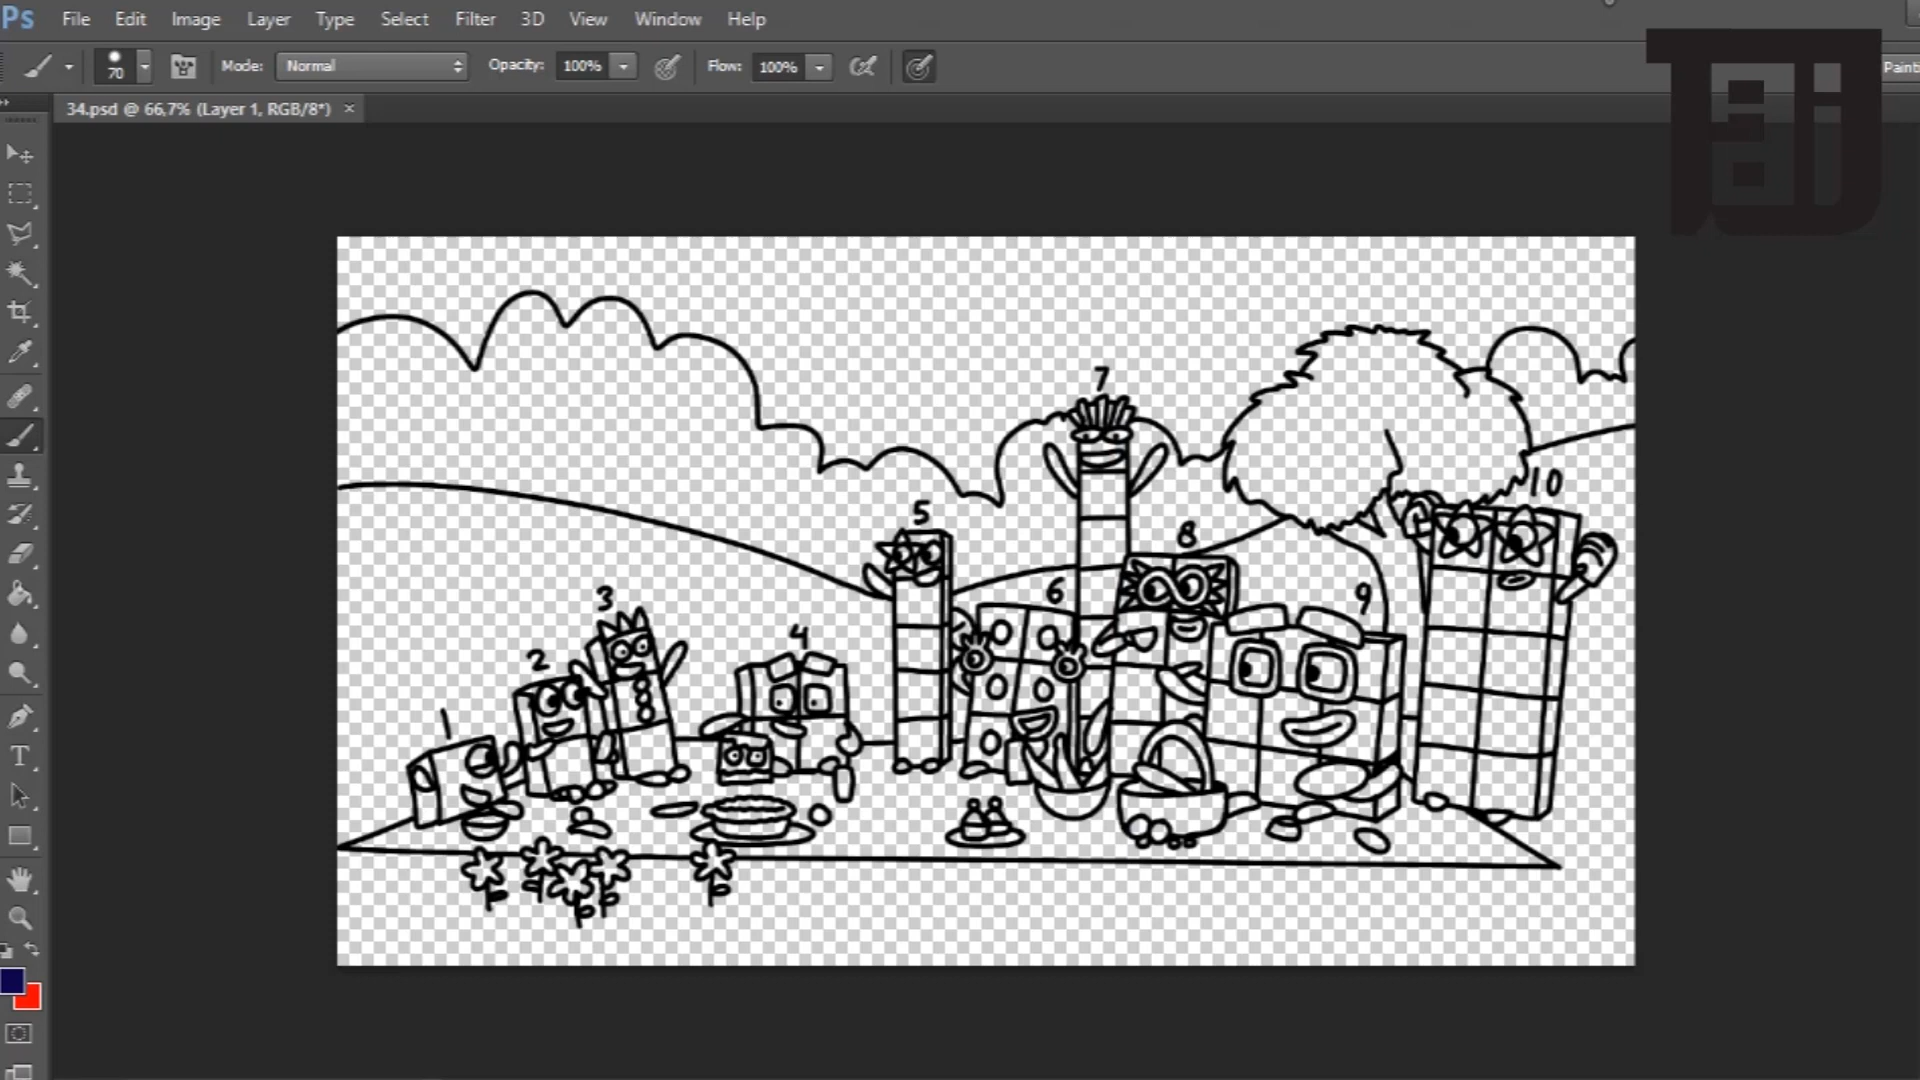 Ps File Edit Image Layer Type Select Filter 3D View Window Help
70 Mode: Normal Opacity: 100% Flow: 100% Painti
34.psd @ 66,7% (Layer 1, RGB/8*) ×
7
10
5
8
6
9
3
4
2
1
T